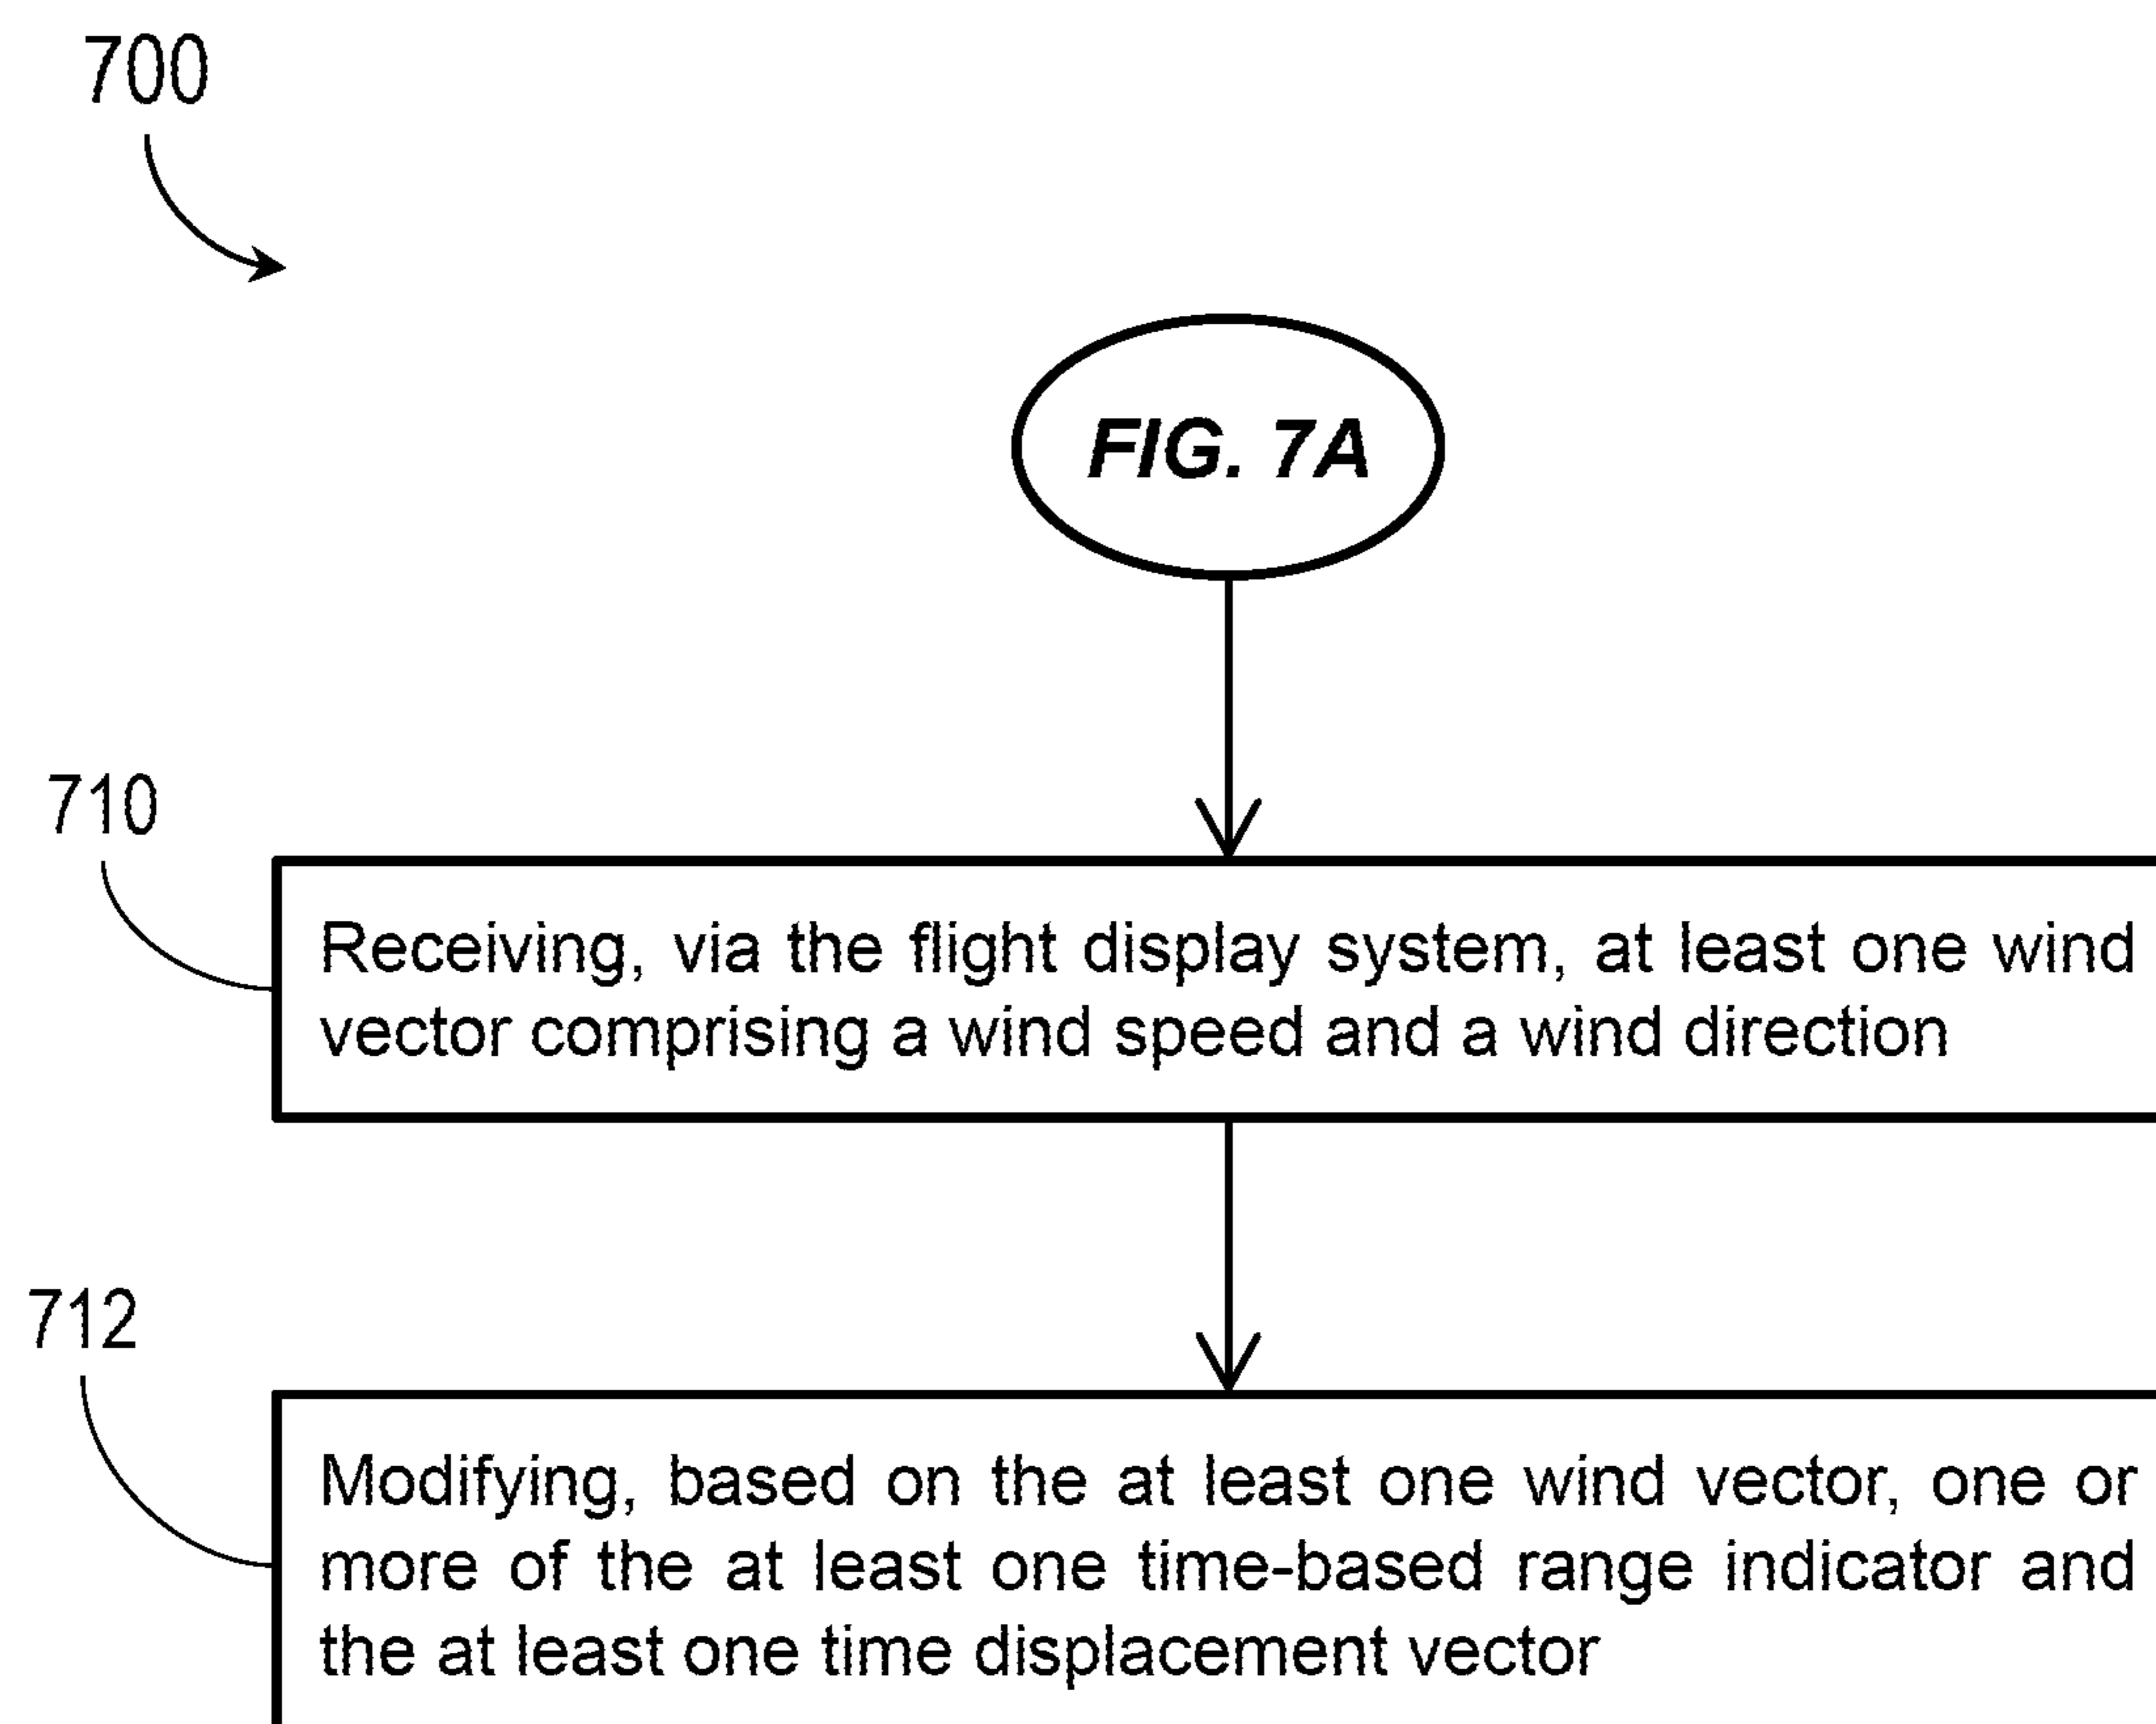 700
FIG. 7A
710
Receiving, via the flight display system, at least one wind
vector comprising a wind speed and a wind direction
712
Modifying, based on the at least one wind vector, one or
more of the at least one time-based range indicator and
the at least one time displacement vector